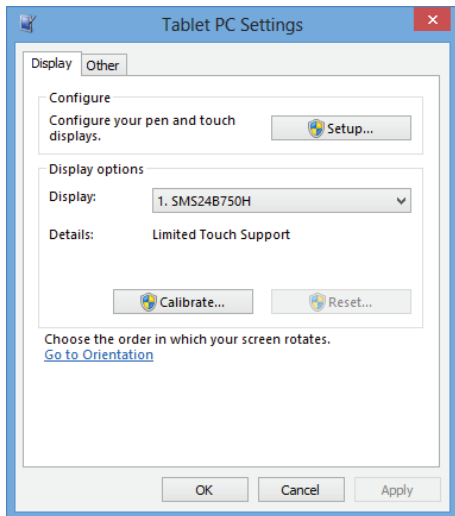 Tablet PC Settings
Display
Other
Configure
Configure your pen and touch
displays.
Setup...
Display options
Display:
1. SMS24B750H
Details:
Limited Touch Support
Calibrate...
Reset...
Choose the order in which your screen rotates.
Go to Orientation
OK
Cancel
Apply